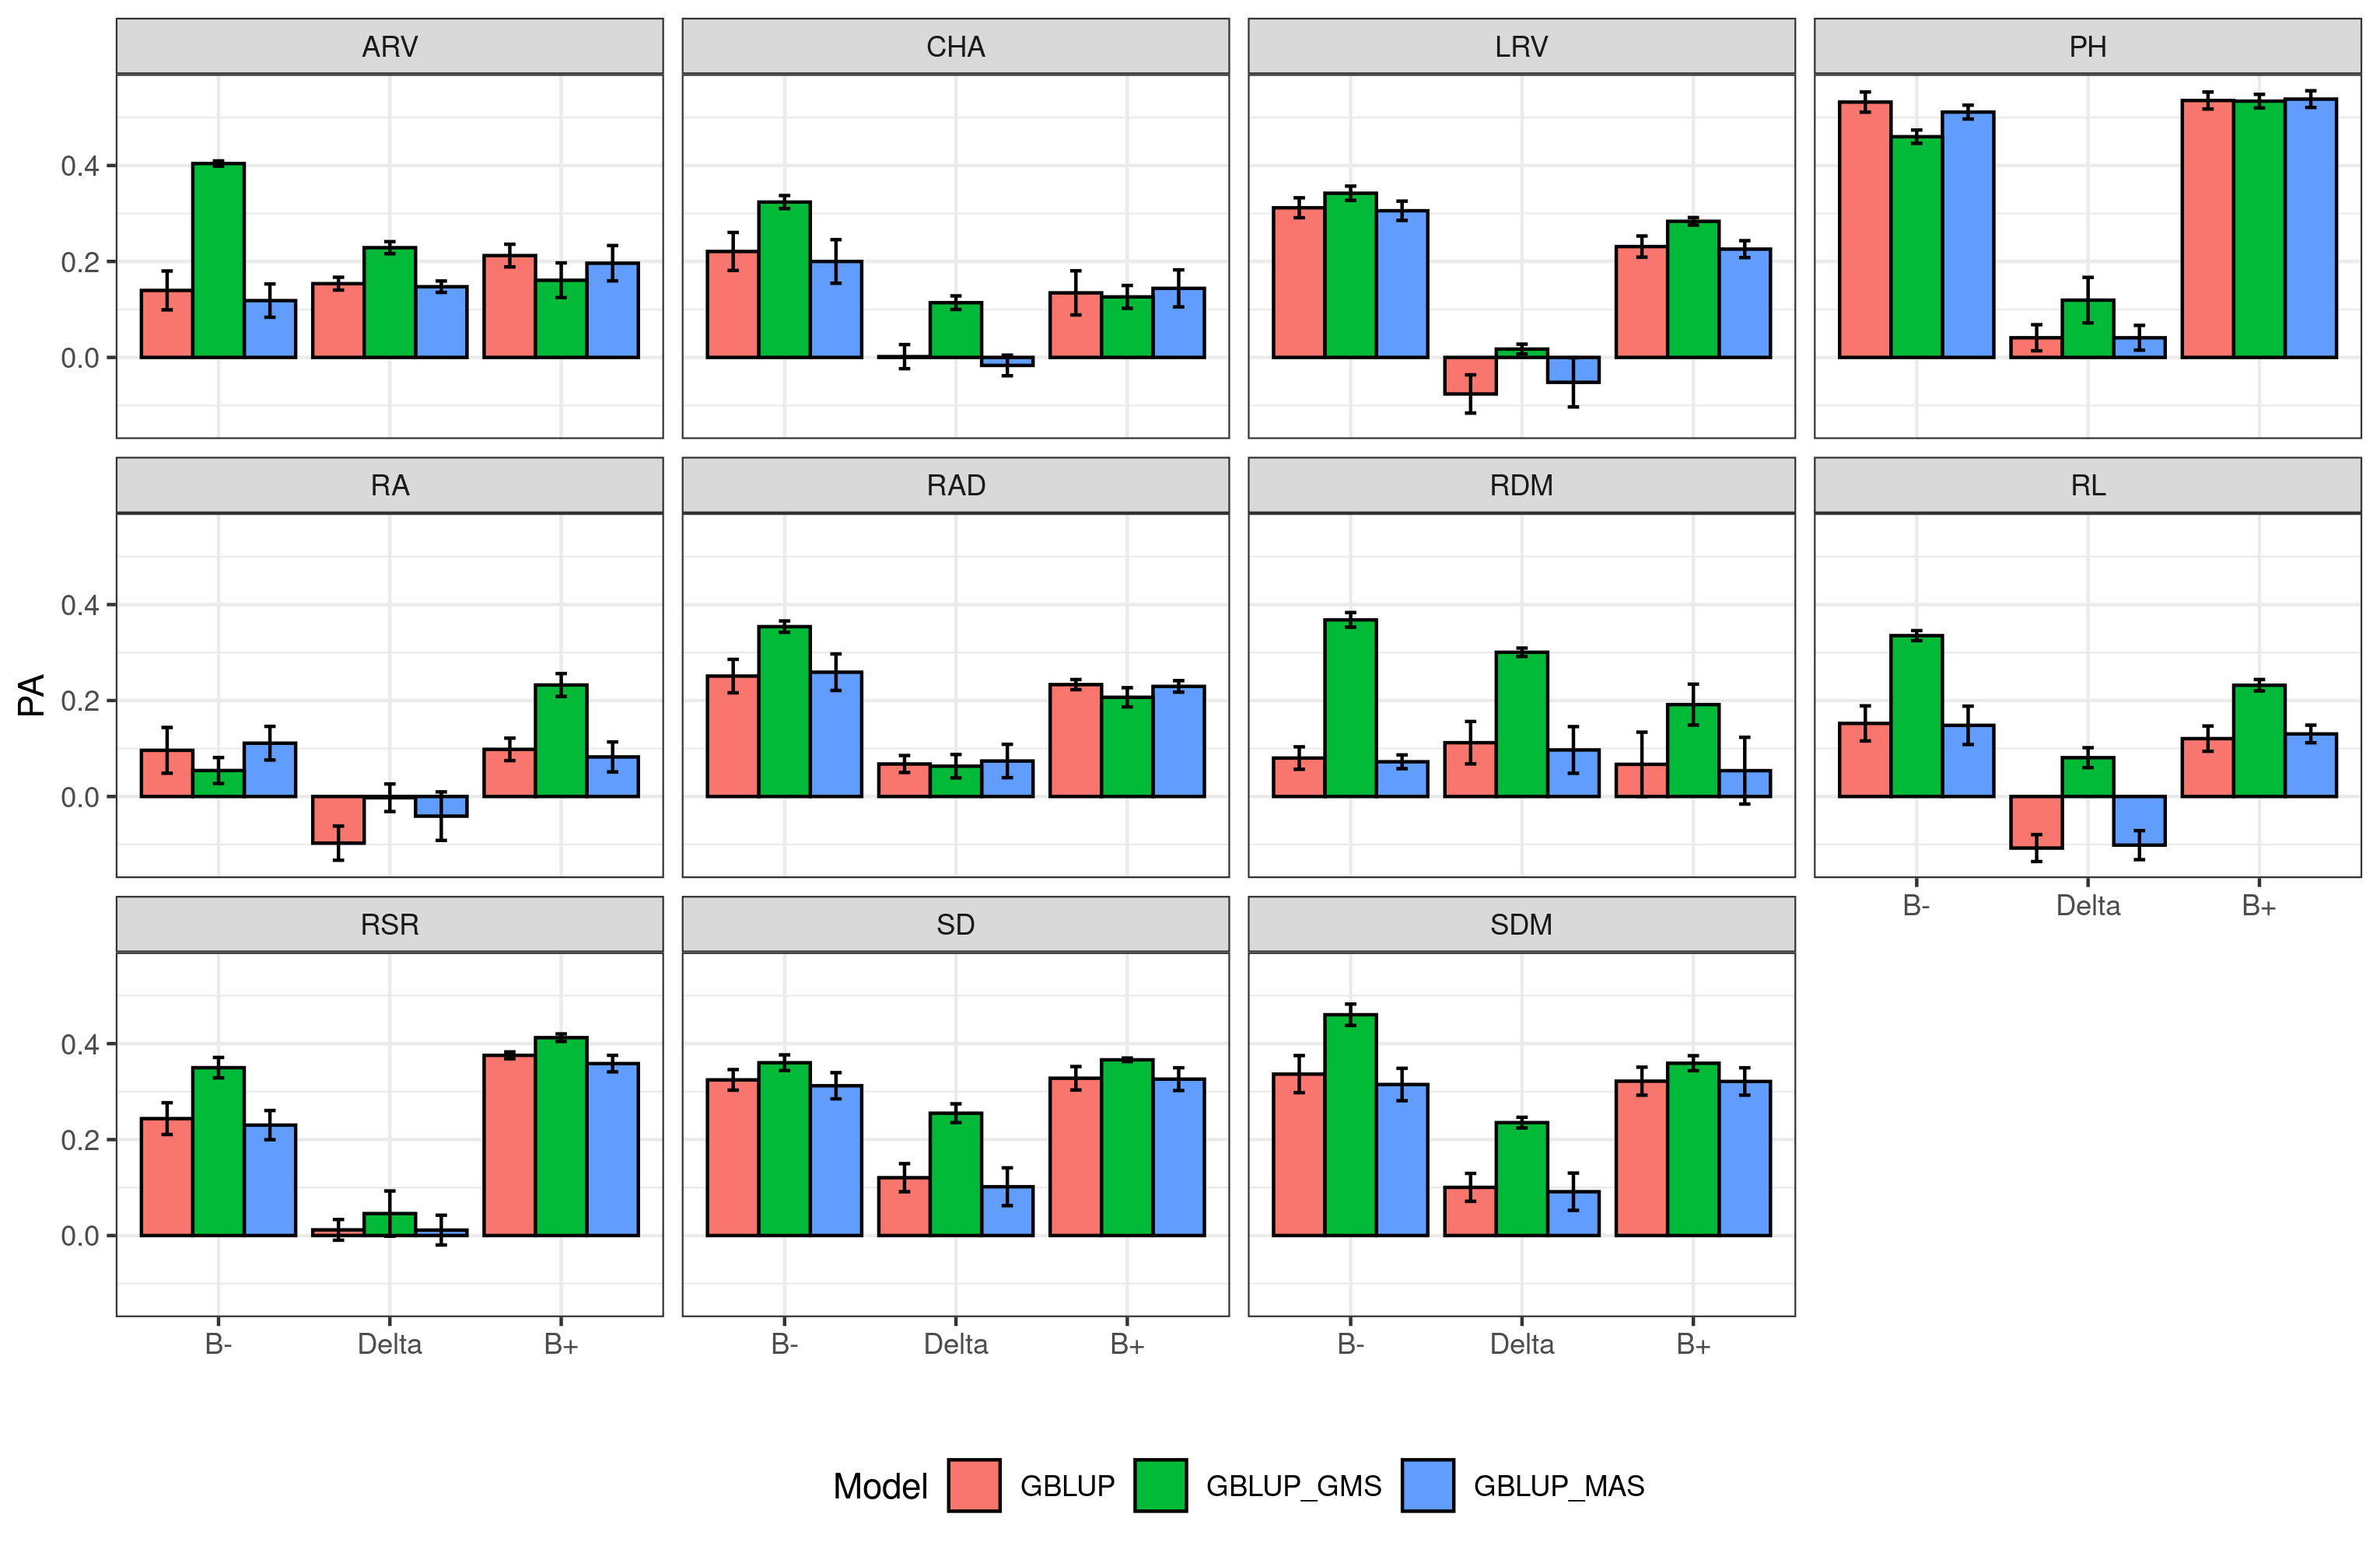 ARV CHA LRV PH
0.4
0.2
0.0
RA RAD RDM RL
PA
0.4
0.2
0.0
B- Delta B+
RSR SD SDM
0.4
0.2
0.0
B- Delta B+ B- Delta B+ B- Delta B+
Model GBLUP GBLUP_GMS GBLUP_MAS